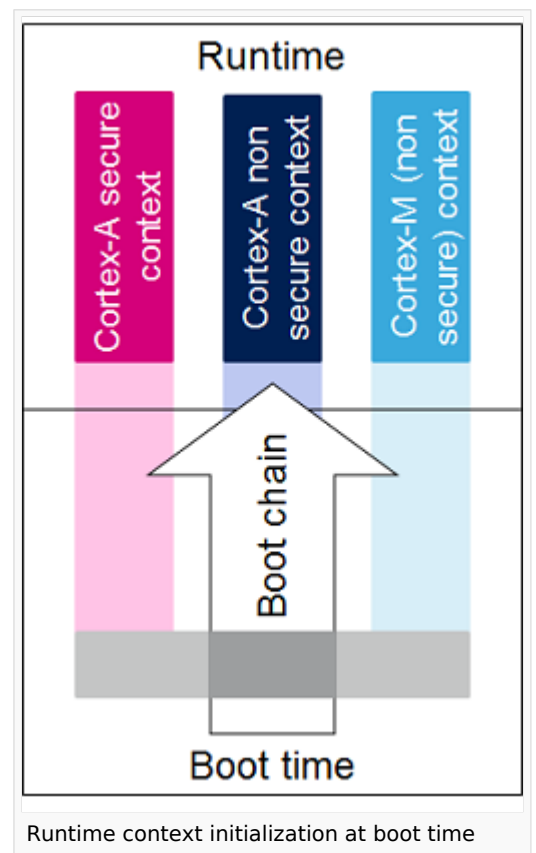 Runtime
Cortex-A secure
context
Cortex-A non
secure context
Cortex-M (non
secure) context
Boot chain
Boot time
Runtime context initialization at boot time